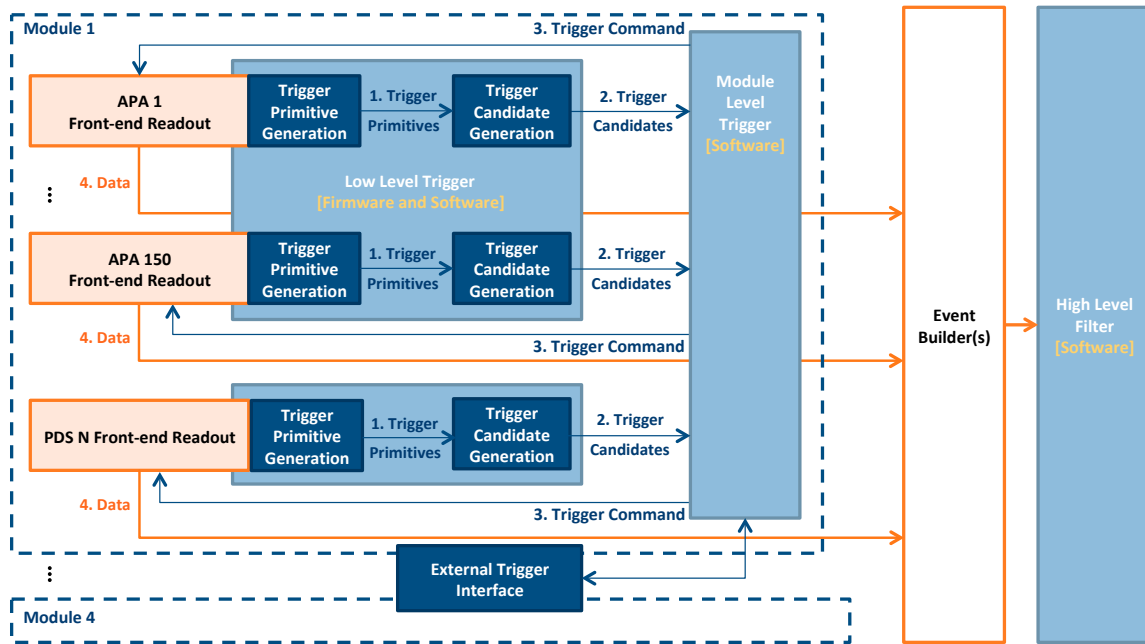 Module 1
3. Trigger Command
APA 1
Front-end Readout
Trigger
Primitive
Generation
1. Trigger
Primitives
Trigger
Candidate
Generation
2. Trigger
Candidates
Module
Level
Trigger
[Software]
4. Data
Low Level Trigger
[Firmware and Software]
APA 150
Front-end Readout
Trigger
Primitive
Generation
1. Trigger
Primitives
Trigger
Candidate
Generation
2. Trigger
Candidates
3. Trigger Command
4. Data
Event
Builder(s)
High Level
Filter
[Software]
PDS N Front-end Readout
Trigger
Primitive
Generation
1. Trigger
Primitives
Trigger
Candidate
Generation
2. Trigger
Candidates
3. Trigger Command
4. Data
External Trigger
Interface
Module 4